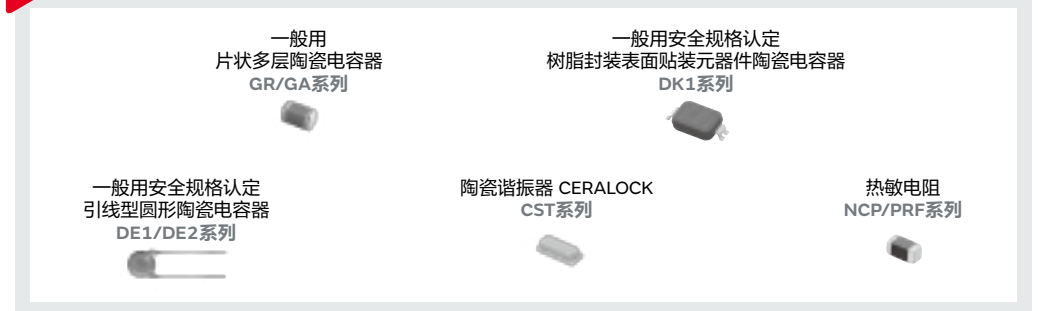 一般用
片状多层陶瓷电容器
GR/GA系列
一般用安全规格认定
树脂封装表面贴装元器件陶瓷电容器
DK1系列
一般用安全规格认定
引线型圆形陶瓷电容器
DE1/DE2系列
陶瓷谐振器 CERALOCK
CST系列
热敏电阻
NCP/PRF系列